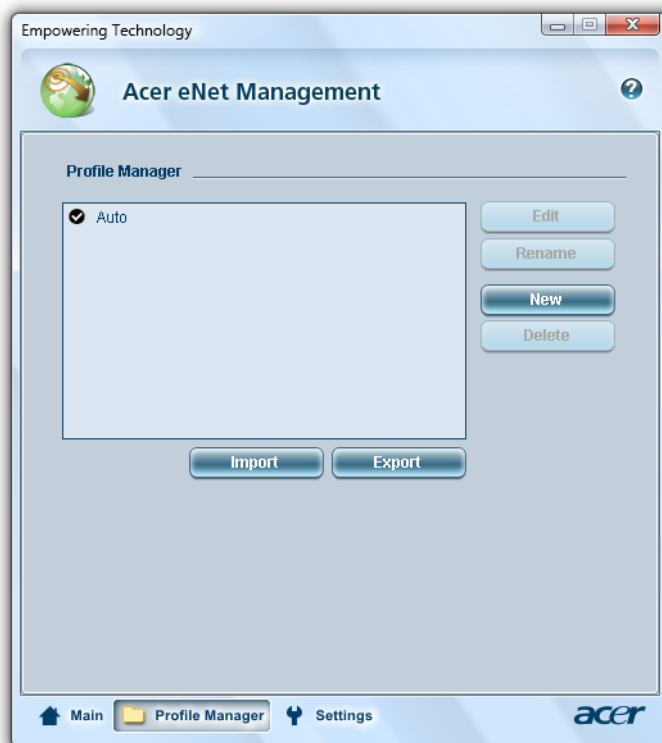 Empowering Technology
Acer eNet Management
Profile Manager
Auto
Edit
Rename
New
Delete
Import Export
Main Profile Manager Settings acer